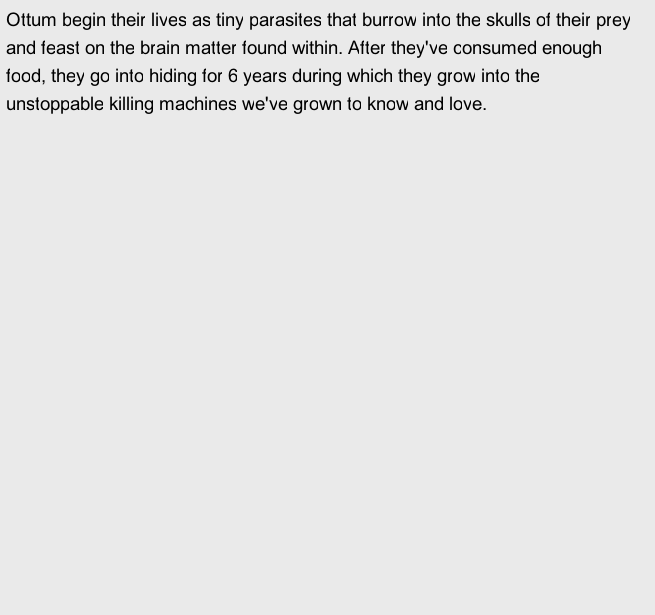 Ottum begin their lives as tiny parasites that burrow into the skulls of their prey
and feast on the brain matter found within. After they've consumed enough
food, they go into hiding for 6 years during which they grow into the
unstoppable killing machines we've grown to know and love.